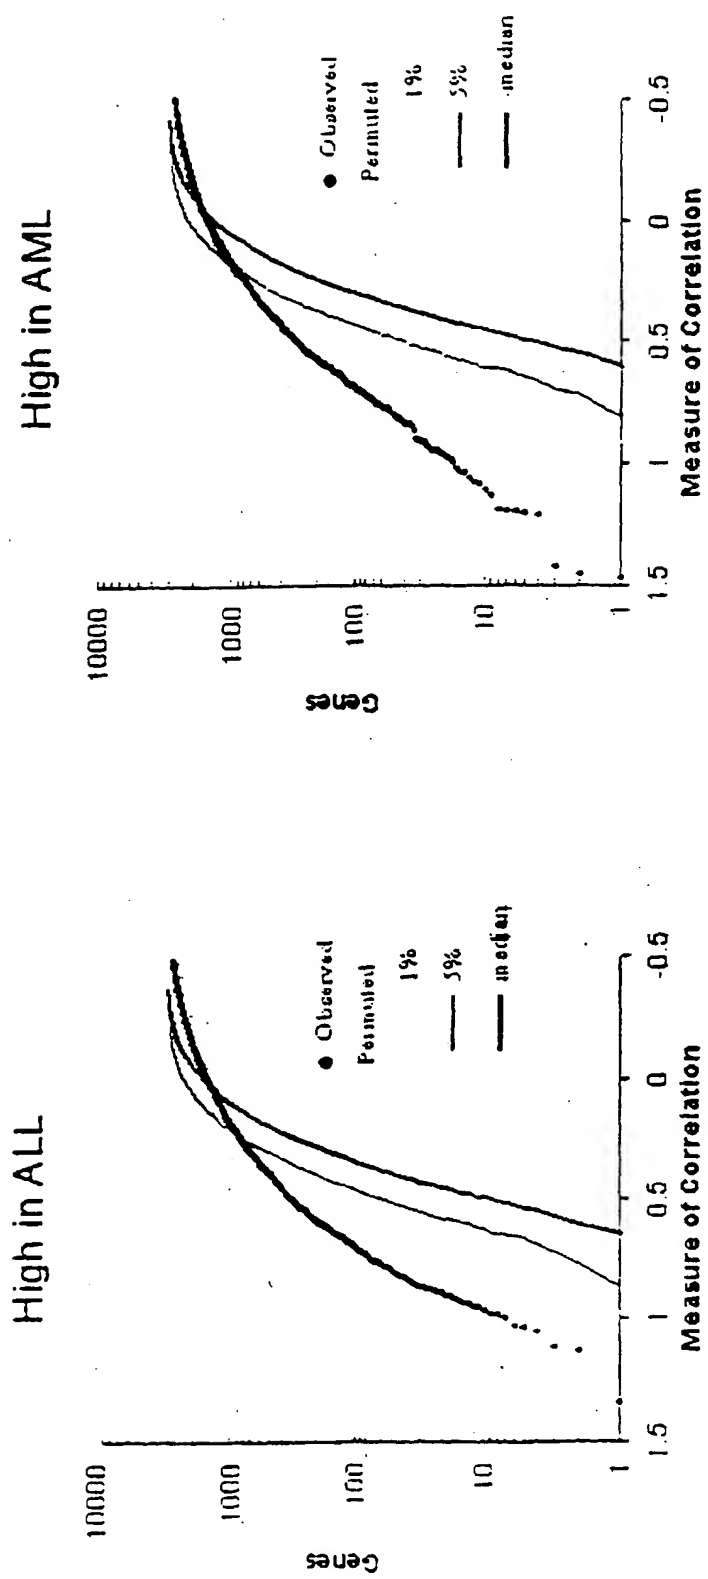 High in ALL
Genes
10000
1000
100
10
1
1.5
1
0.5
0
-0.5
Measure of Correlation
Observed
Permuted
1%
5%
median
High in AML
Genes
10000
1000
100
10
1
1.5
1
0.5
0
-0.5
Measure of Correlation
Observed
Permuted
1%
5%
median